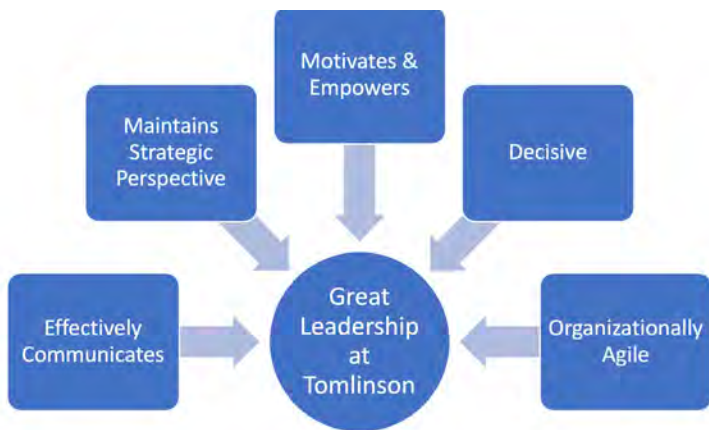 Motivates &
Empowers
Maintains
Strategic
Perspective
Decisive
Effectively
Communicates
Great
Leadership
at
Tomlinson
Organizationally
Agile